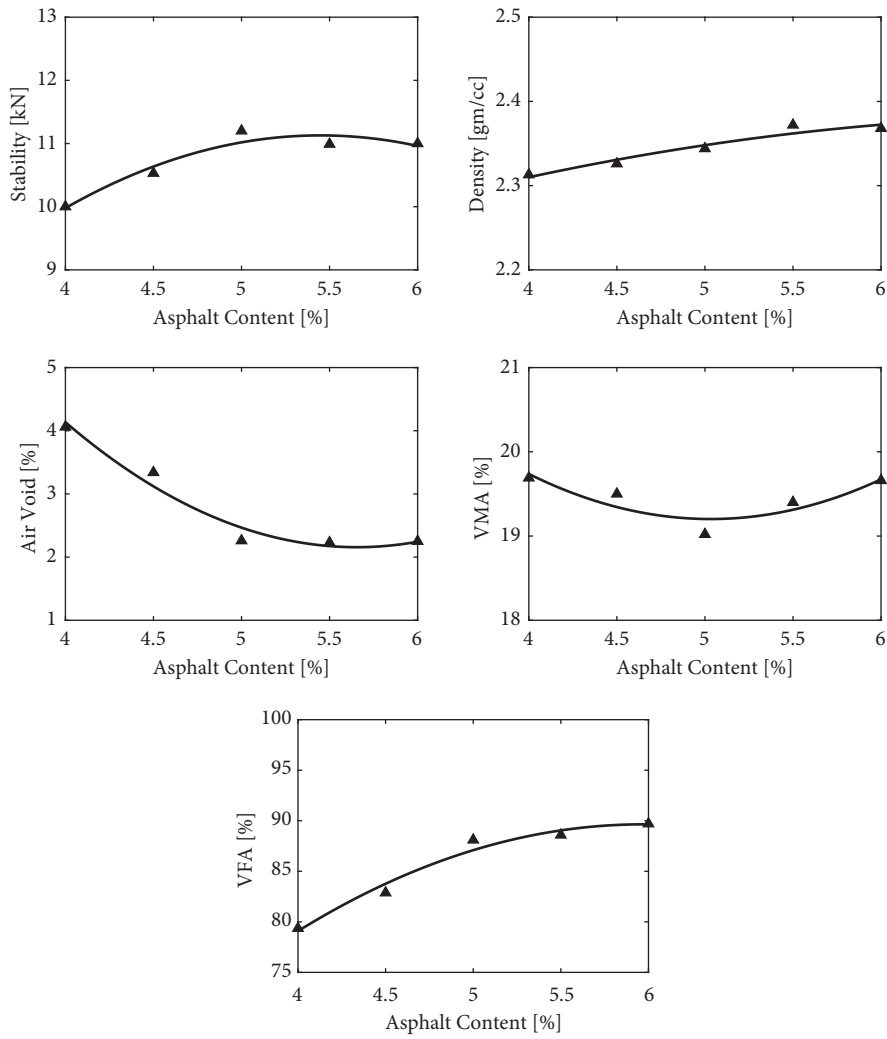 Stability [kN]
13
12
11
10
9
4 4.5 5 5.5 6
Asphalt Content [%]
Density [gm/cc]
2.5
2.4
2.3
2.2
4 4.5 5 5.5 6
Asphalt Content [%]
Air Void [%]
5
4
3
2
1
4 4.5 5 5.5 6
Asphalt Content [%]
VMA [%]
21
20
19
18
4 4.5 5 5.5 6
Asphalt Content [%]
VFA [%]
100
95
90
85
80
75
4 4.5 5 5.5 6
Asphalt Content [%]